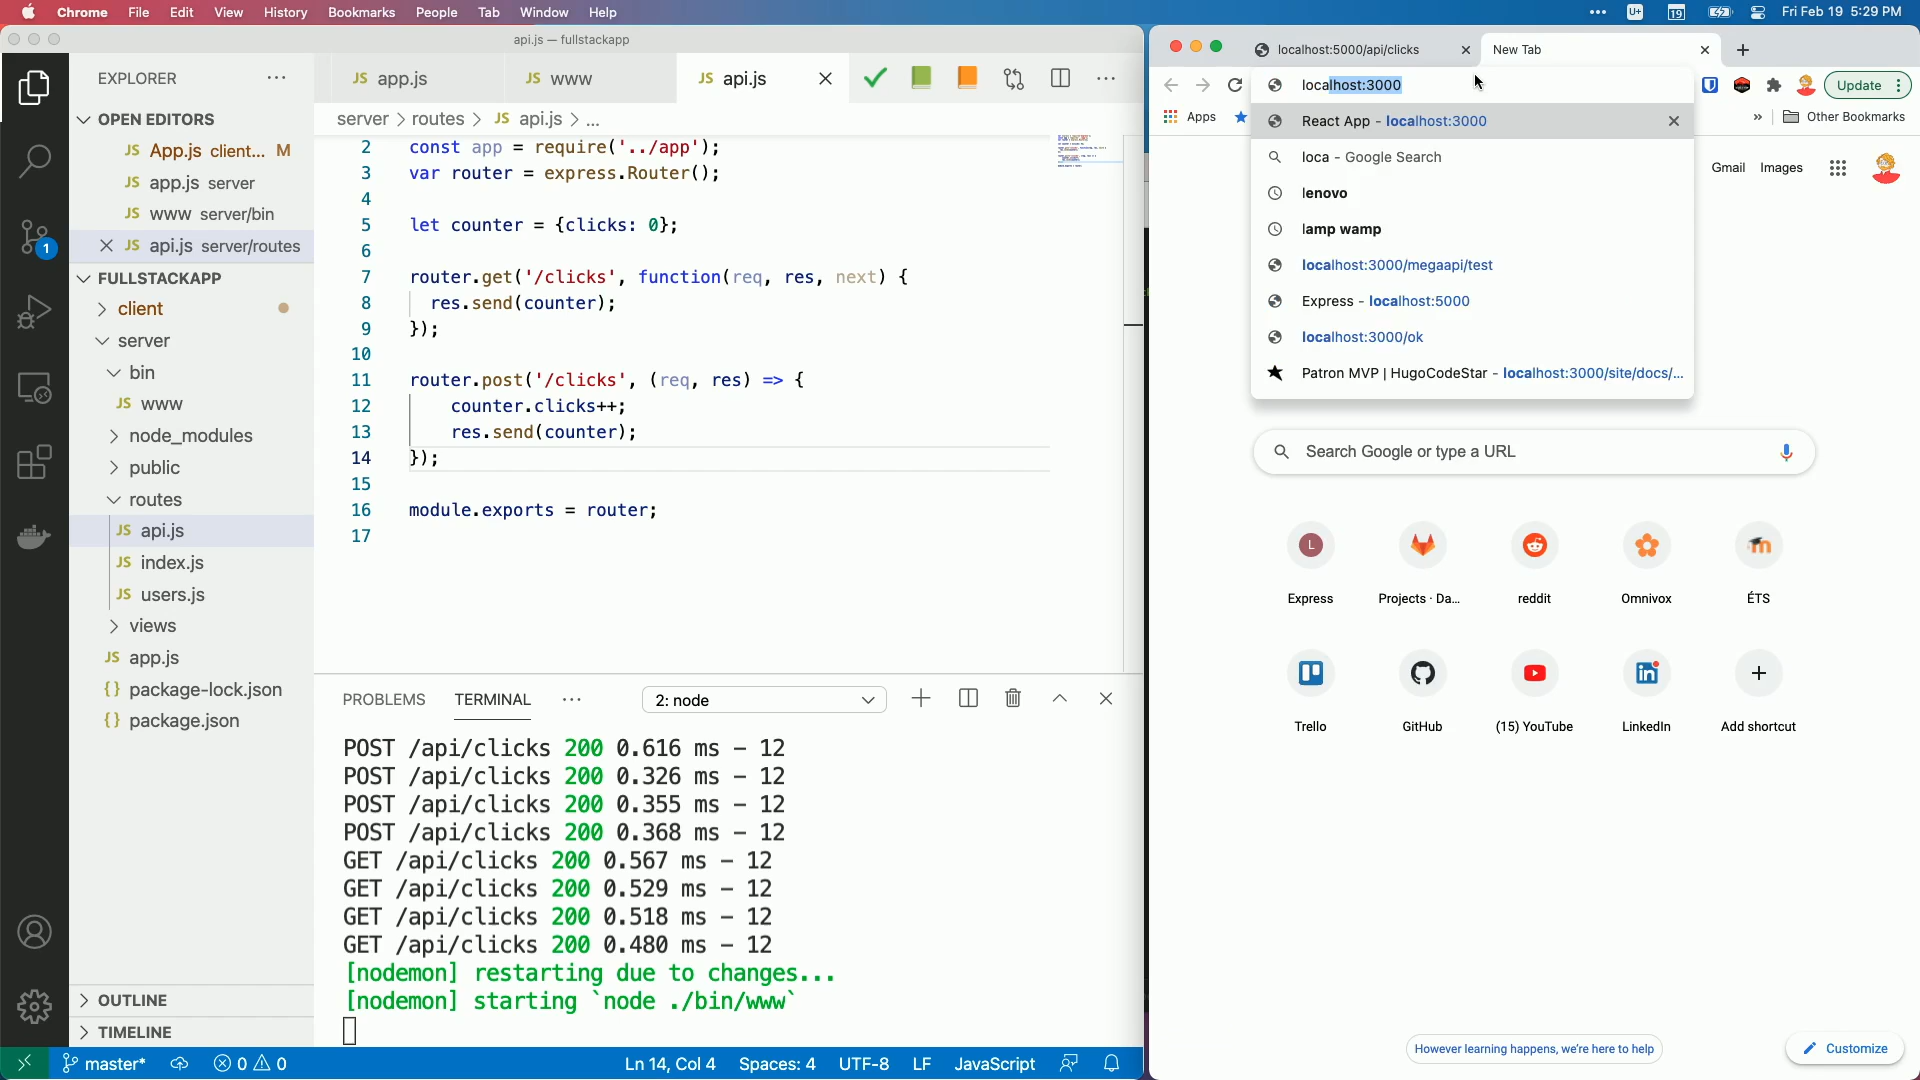 Chrome File Edit View History Bookmarks People Tab Window Help
U+ 19 Fri Feb 19 5:29 PM
api.js — fullstackapp
EXPLORER
OPEN EDITORS
JS App.js client... M
JS app.js server
JS www server/bin
JS api.js server/routes
FULLSTACKAPP
client
server
bin
JS www
node_modules
public
routes
JS api.js
JS index.js
JS users.js
views
JS app.js
{} package-lock.json
{} package.json
OUTLINE
TIMELINE
1
JS app.js JS www JS api.js
server > routes > JS api.js > ...
2 const app = require('../app');
3 var router = express.Router();
4
5 let counter = {clicks: 0};
6
7 router.get('/clicks', function(req, res, next) {
8 res.send(counter);
9 });
10
11 router.post('/clicks', (req, res) => {
12 counter.clicks++;
13 res.send(counter);
14 });
15
16 module.exports = router;
17
PROBLEMS TERMINAL 2: node
POST /api/clicks 200 0.616 ms - 12
POST /api/clicks 200 0.326 ms - 12
POST /api/clicks 200 0.355 ms - 12
POST /api/clicks 200 0.368 ms - 12
GET /api/clicks 200 0.567 ms - 12
GET /api/clicks 200 0.529 ms - 12
GET /api/clicks 200 0.518 ms - 12
GET /api/clicks 200 0.480 ms - 12
[nodemon] restarting due to changes...
[nodemon] starting `node ./bin/www`
master* 0 0 Ln 14, Col 4 Spaces: 4 UTF-8 LF JavaScript
localhost:5000/api/clicks New Tab
localhost:3000 Update
Apps » Other Bookmarks
React App - localhost:3000
loca - Google Search
lenovo
lamp wamp
localhost:3000/megaapi/test
Express - localhost:5000
localhost:3000/ok
Patron MVP | HugoCodeStar - localhost:3000/site/docs/...
Gmail Images
Search Google or type a URL
L
Express Projects · Da... reddit Omnivox ÉTS
Trello GitHub (15) YouTube LinkedIn Add shortcut
However learning happens, we're here to help Customize